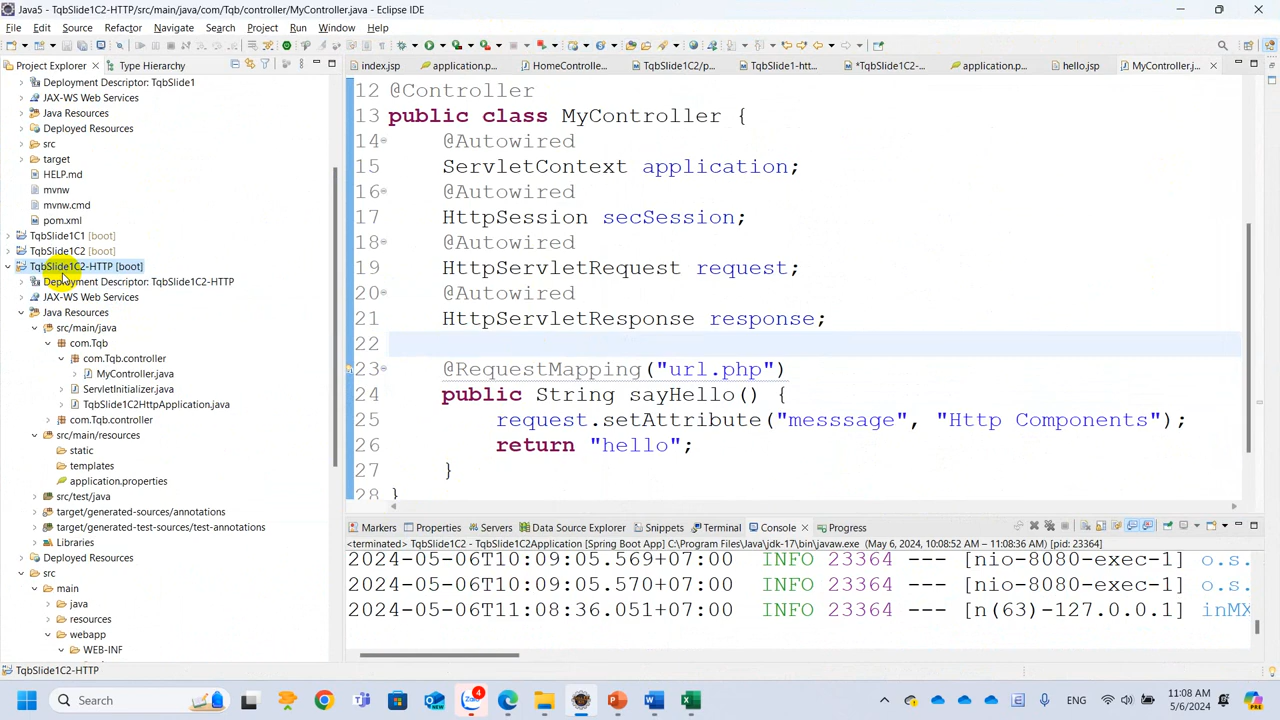 Java5 - TqbSlide1C2-HTTP/src/main/java/com/Tqb/controller/MyController.java - Eclipse IDE
File Edit Source Refactor Navigate Search Project Run Window Help
Project Explorer Type Hierarchy
index.jsp application.p... HomeControlle... TqbSlide1C2/p... TqbSlide1-htt... *TqbSlide1C2-... application.p... hello.jsp MyController.j...
Deployment Descriptor: TqbSlide1
JAX-WS Web Services
Java Resources
Deployed Resources
src
target
HELP.md
mvnw
mvnw.cmd
pom.xml
TqbSlide1C1 [boot]
TqbSlide1C2 [boot]
TqbSlide1C2-HTTP [boot]
Deployment Descriptor: TqbSlide1C2-HTTP
JAX-WS Web Services
Java Resources
src/main/java
com.Tqb
com.Tqb.controller
MyController.java
ServletInitializer.java
TqbSlide1C2HttpApplication.java
com.Tqb.controller
src/main/resources
static
templates
application.properties
src/test/java
target/generated-sources/annotations
target/generated-test-sources/test-annotations
Libraries
Deployed Resources
src
main
java
resources
webapp
WEB-INF
12 @Controller
13 public class MyController {
14 @Autowired
15 ServletContext application;
16 @Autowired
17 HttpSession secSession;
18 @Autowired
19 HttpServletRequest request;
20 @Autowired
21 HttpServletResponse response;
22
23 @RequestMapping("url.php")
24 public String sayHello() {
25 request.setAttribute("messsage", "Http Components");
26 return "hello";
27 }
28 }
Markers Properties Servers Data Source Explorer Snippets Terminal Console Progress
<terminated> TqbSlide1C2 - TqbSlide1C2Application [Spring Boot App] C:\Program Files\Java\jdk-17\bin\javaw.exe (May 6, 2024, 10:08:52 AM – 11:08:36 AM) [pid: 23364]
2024-05-06T10:09:05.569+07:00 INFO 23364 --- [nio-8080-exec-1] o.s.
2024-05-06T10:09:05.570+07:00 INFO 23364 --- [nio-8080-exec-1] o.s.
2024-05-06T11:08:36.051+07:00 INFO 23364 --- [n(63)-127.0.0.1] inMX
TqbSlide1C2-HTTP
Search
Zalo
4
ENG
11:08 AM
5/6/2024